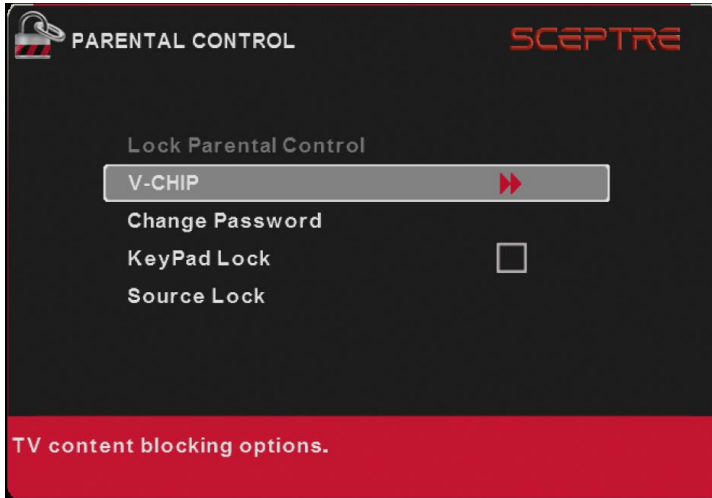 PARENTAL CONTROL
SCEPTRE
Lock Parental Control
V-CHIP
Change Password
KeyPad Lock
Source Lock
TV content blocking options.